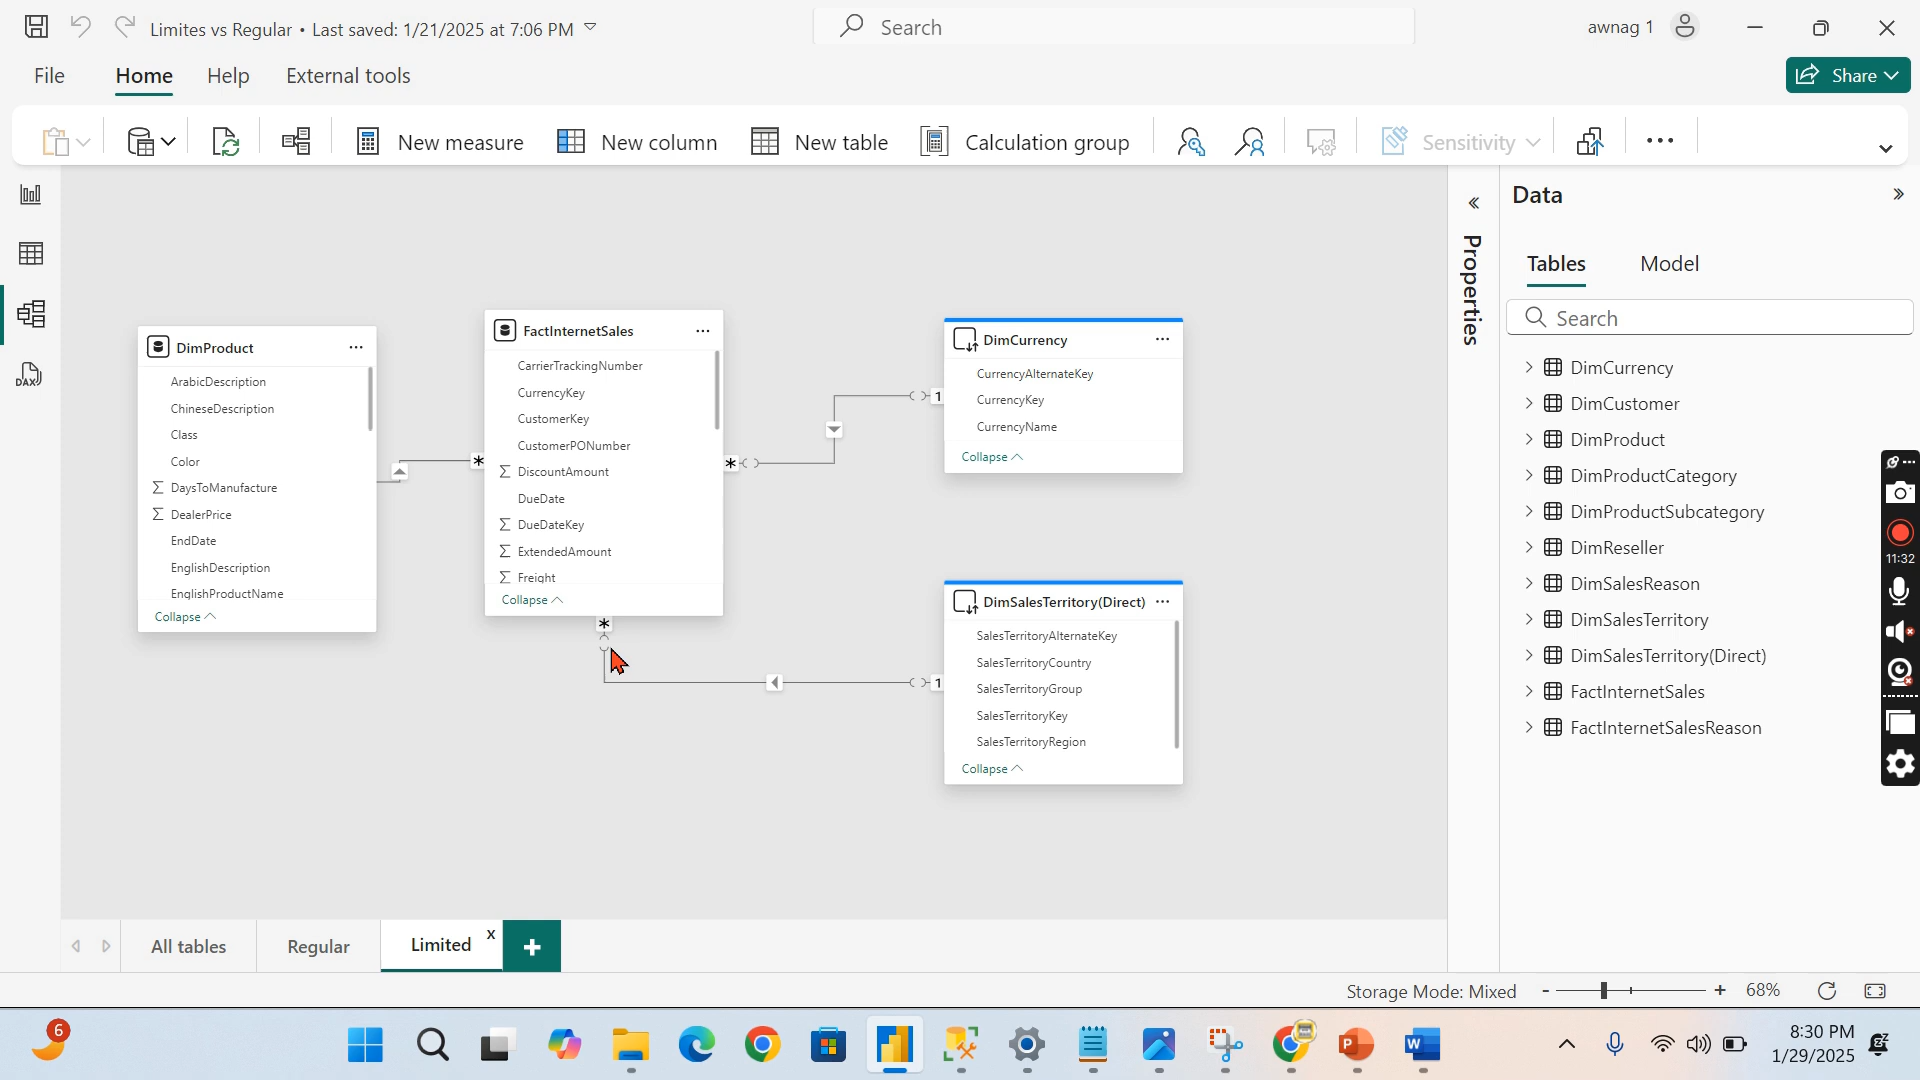 Limites vs Regular • Last saved: 1/21/2025 at 7:06 PM
Search
awnag 1
File
Home
Help
External tools
Share
New measure
New column
New table
Calculation group
Sensitivity
DAX
DimProduct
ArabicDescription
ChineseDescription
Class
Color
DaysToManufacture
DealerPrice
EndDate
EnglishDescription
EnglishProductName
Collapse
FactInternetSales
CarrierTrackingNumber
CurrencyKey
CustomerKey
CustomerPONumber
DiscountAmount
DueDate
DueDateKey
ExtendedAmount
Freight
Collapse
*
*
*
1
1
DimCurrency
CurrencyAlternateKey
CurrencyKey
CurrencyName
Collapse
DimSalesTerritory(Direct)
SalesTerritoryAlternateKey
SalesTerritoryCountry
SalesTerritoryGroup
SalesTerritoryKey
SalesTerritoryRegion
Collapse
Properties
Data
Tables
Model
Search
DimCurrency
DimCustomer
DimProduct
DimProductCategory
DimProductSubcategory
DimReseller
DimSalesReason
DimSalesTerritory
DimSalesTerritory(Direct)
FactInternetSales
FactInternetSalesReason
11:32
All tables
Regular
Limited
x
+
Storage Mode: Mixed
- + 68%
6
P
W
8:30 PM
1/29/2025